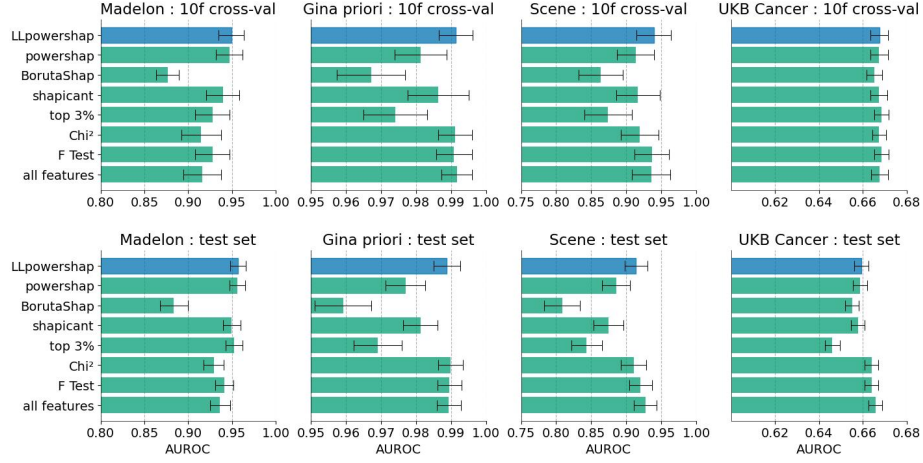 Madelon : 10f cross-val
Gina priori : 10f cross-val
Scene : 10f cross-val
UKB Cancer : 10f cross-val
LLpowershap
powershap
BorutaShap
shapicant
top 3%
Chi²
F Test
all features
0.80 0.85 0.90 0.95 1.00
0.95 0.96 0.97 0.98 0.99 1.00
0.75 0.80 0.85 0.90 0.95 1.00
0.62 0.64 0.66 0.68
Madelon : test set
Gina priori : test set
Scene : test set
UKB Cancer : test set
LLpowershap
powershap
BorutaShap
shapicant
top 3%
Chi²
F Test
all features
0.80 0.85 0.90 0.95 1.00
0.95 0.96 0.97 0.98 0.99 1.00
0.75 0.80 0.85 0.90 0.95 1.00
0.62 0.64 0.66 0.68
AUROC
AUROC
AUROC
AUROC